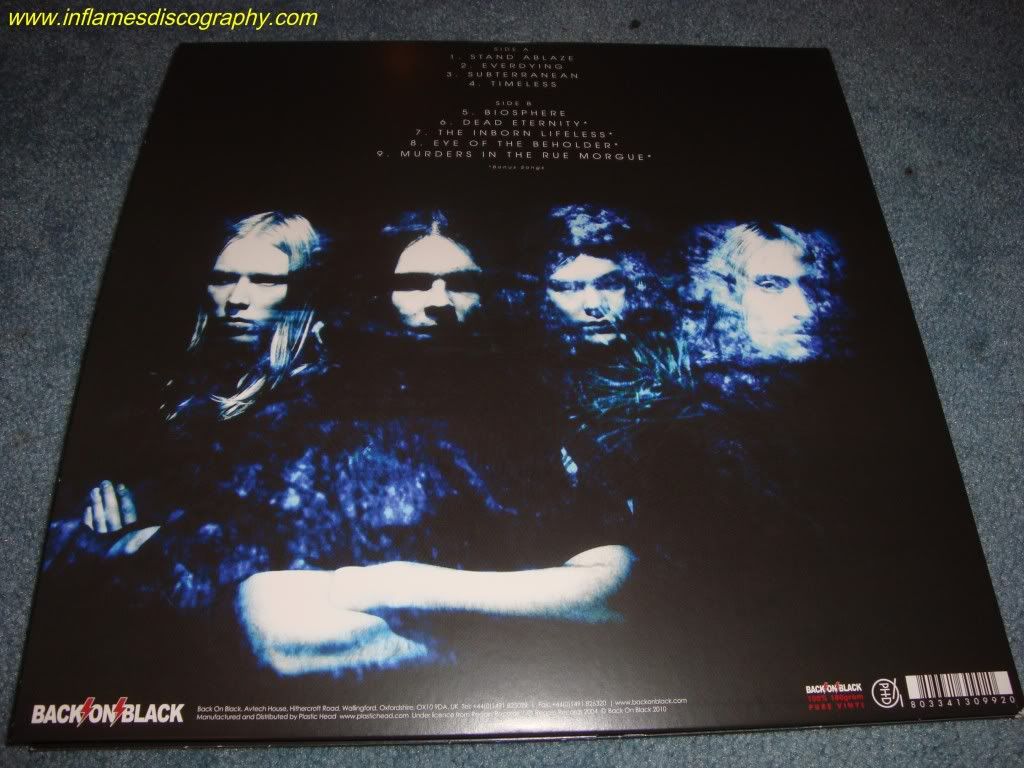 www.inflamesdiscography.com
SIDE A
1. STAND ABLAZE
2. EVERDYING
3. SUBTERRANEAN
4. TIMELESS
SIDE B
5. BIOSPHERE
6. DEAD ETERNITY*
7. THE INBORN LIFELESS*
8. EYE OF THE BEHOLDER*
9. MURDERS IN THE RUE MORGUE*
*Bonus Songs
BACK ON BLACK
Back On Black, Avtech House, Hithercroft Road, Wallingford, Oxfordshire, OX10 9DA, UK Tel: +44(0)1491 825029 | Fax: +44(0)1491 826320 | www.backonblack.com
Manufactured and Distributed by Plastic Head www.plastichead.com Under licence from Regain Records Records 2004 © Back On Black 2010
BACK ON BLACK
100% 180gram
PURE VINYL
PHD
8033413 09920